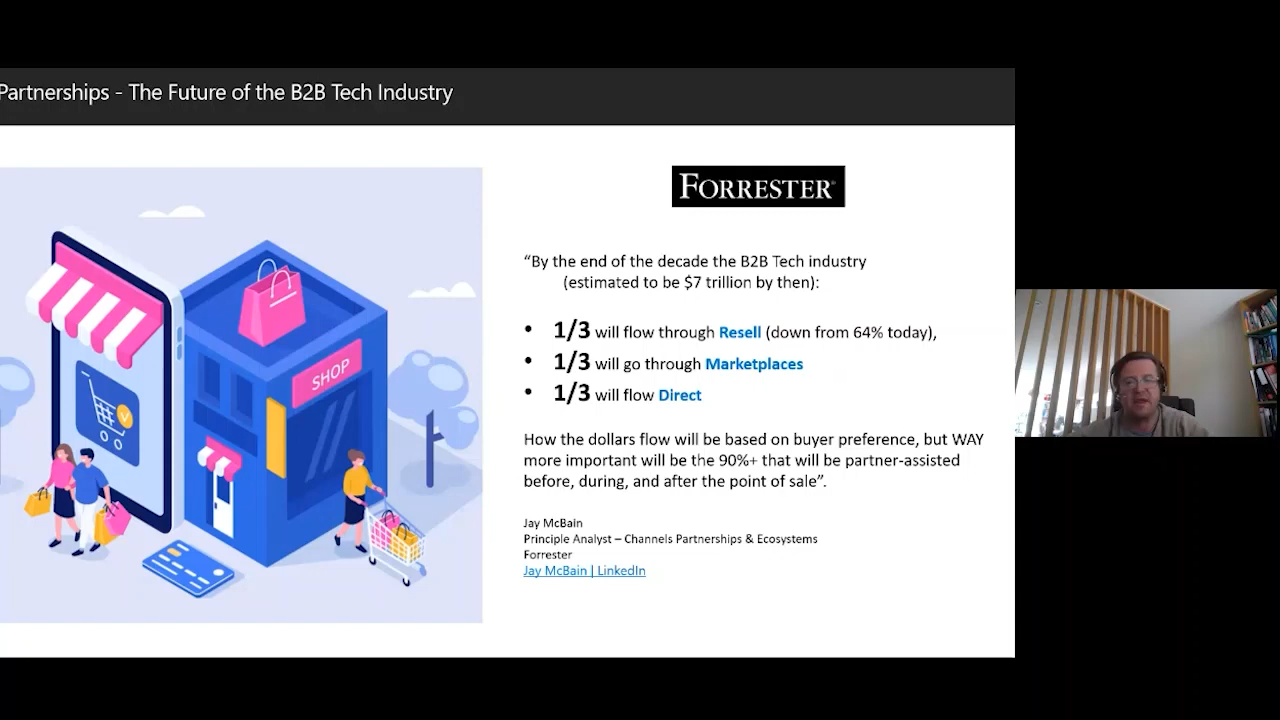 Partnerships - The Future of the B2B Tech Industry
SHOP
FORRESTER®
“By the end of the decade the B2B Tech industry
(estimated to be $7 trillion by then):
• 1/3 will flow through Resell (down from 64% today),
• 1/3 will go through Marketplaces
• 1/3 will flow Direct
How the dollars flow will be based on buyer preference, but WAY
more important will be the 90%+ that will be partner-assisted
before, during, and after the point of sale”.
Jay McBain
Principle Analyst – Channels Partnerships & Ecosystems
Forrester
Jay McBain | LinkedIn